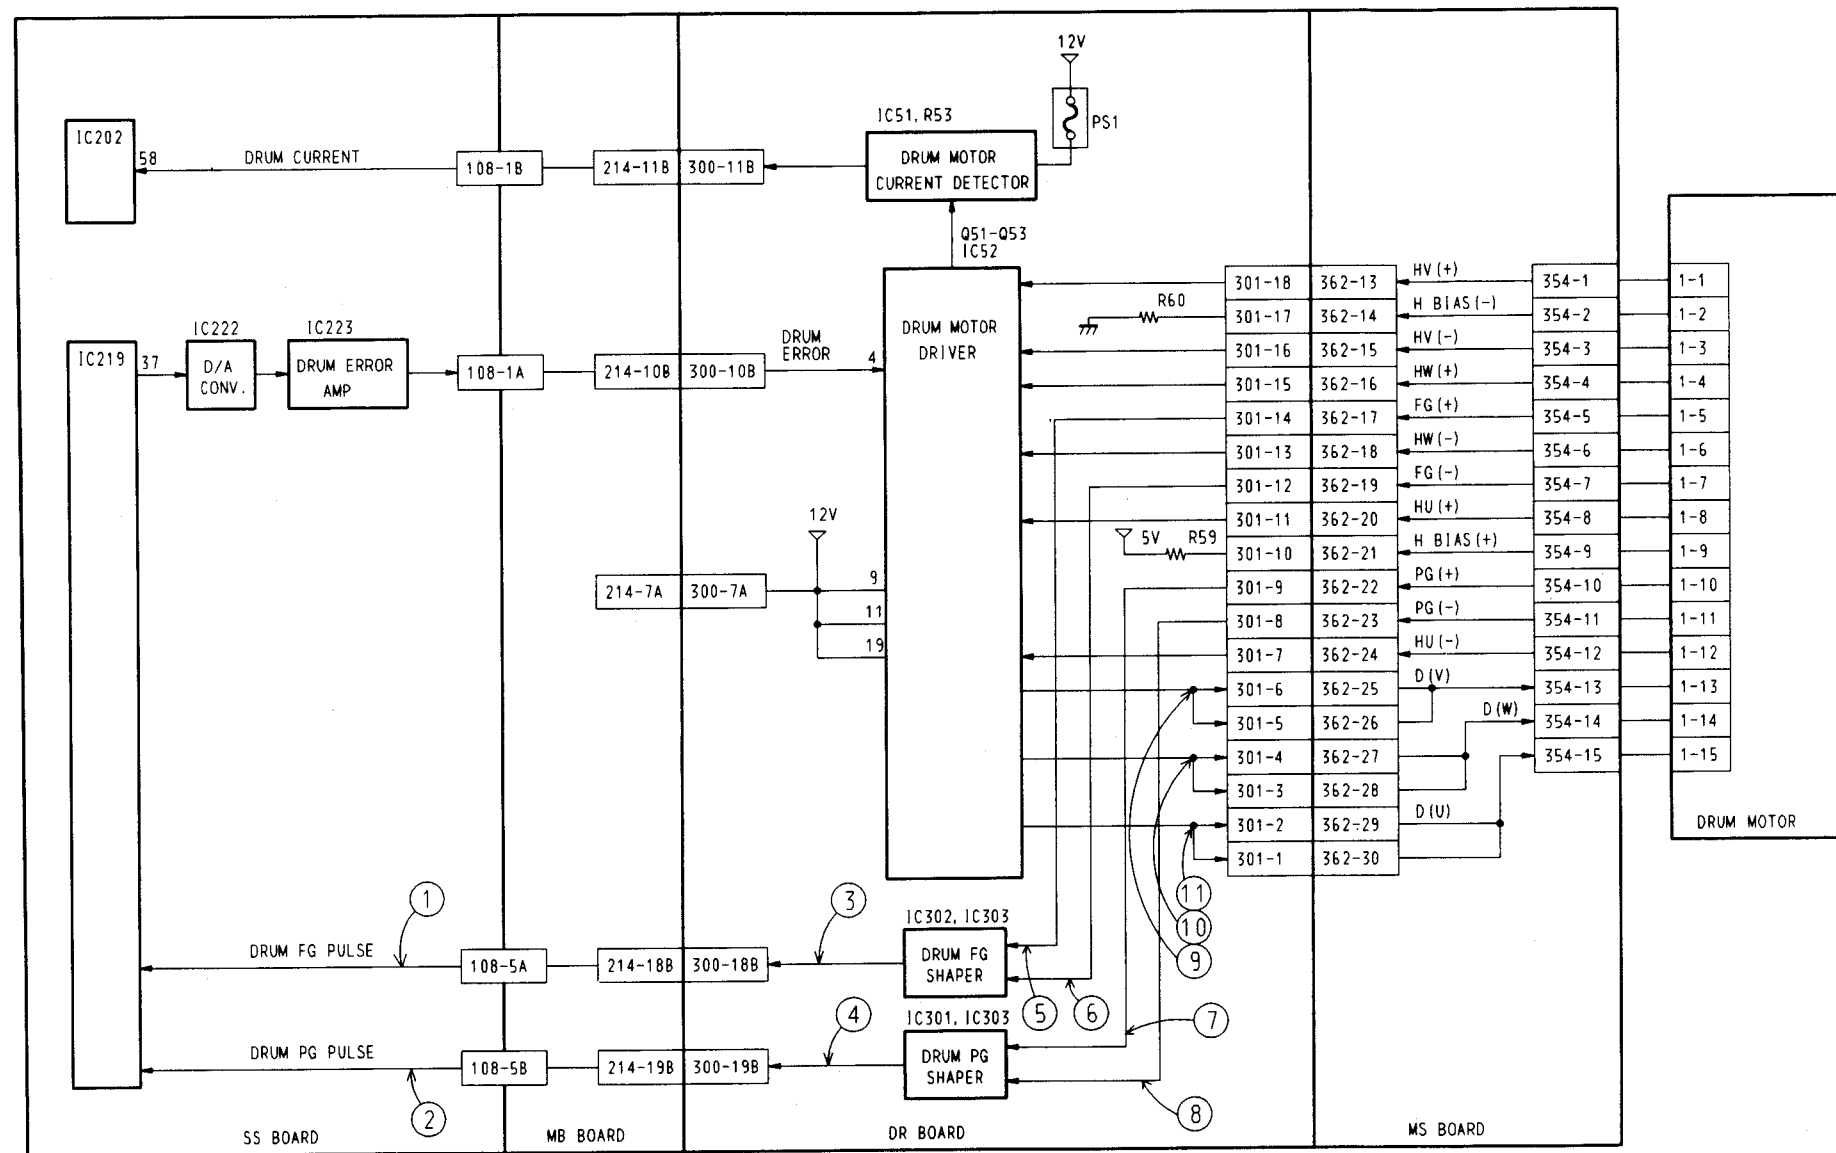 12V
PS1
IC51, R53
DRUM MOTOR
CURRENT DETECTOR
IC202
58
DRUM CURRENT
108-1B
214-11B 300-11B
Q51-Q53
IC52
DRUM MOTOR
DRIVER
IC219
37
IC222
D/A
CONV.
IC223
DRUM ERROR
AMP
108-1A
214-10B 300-10B
DRUM
ERROR
4
12V
214-7A 300-7A
9
11
19
R60
5V R59
301-18 362-13 HV(+) 354-1 1-1
301-17 362-14 H BIAS(-) 354-2 1-2
301-16 362-15 HV(-) 354-3 1-3
301-15 362-16 HW(+) 354-4 1-4
301-14 362-17 FG(+) 354-5 1-5
301-13 362-18 HW(-) 354-6 1-6
301-12 362-19 FG(-) 354-7 1-7
301-11 362-20 HU(+) 354-8 1-8
301-10 362-21 H BIAS(+) 354-9 1-9
301-9 362-22 PG(+) 354-10 1-10
301-8 362-23 PG(-) 354-11 1-11
301-7 362-24 HU(-) 354-12 1-12
301-6 362-25 D(V) 354-13 1-13
301-5 362-26 D(W) 354-14 1-14
301-4 362-27 354-15 1-15
301-3 362-28
301-2 362-29 D(U)
301-1 362-30
DRUM MOTOR
11
10
9
1
DRUM FG PULSE
108-5A
214-18B 300-18B
3
IC302, IC303
DRUM FG
SHAPER
5
6
7
2
DRUM PG PULSE
108-5B
214-19B 300-19B
4
IC301, IC303
DRUM PG
SHAPER
8
SS BOARD
MB BOARD
DR BOARD
MS BOARD